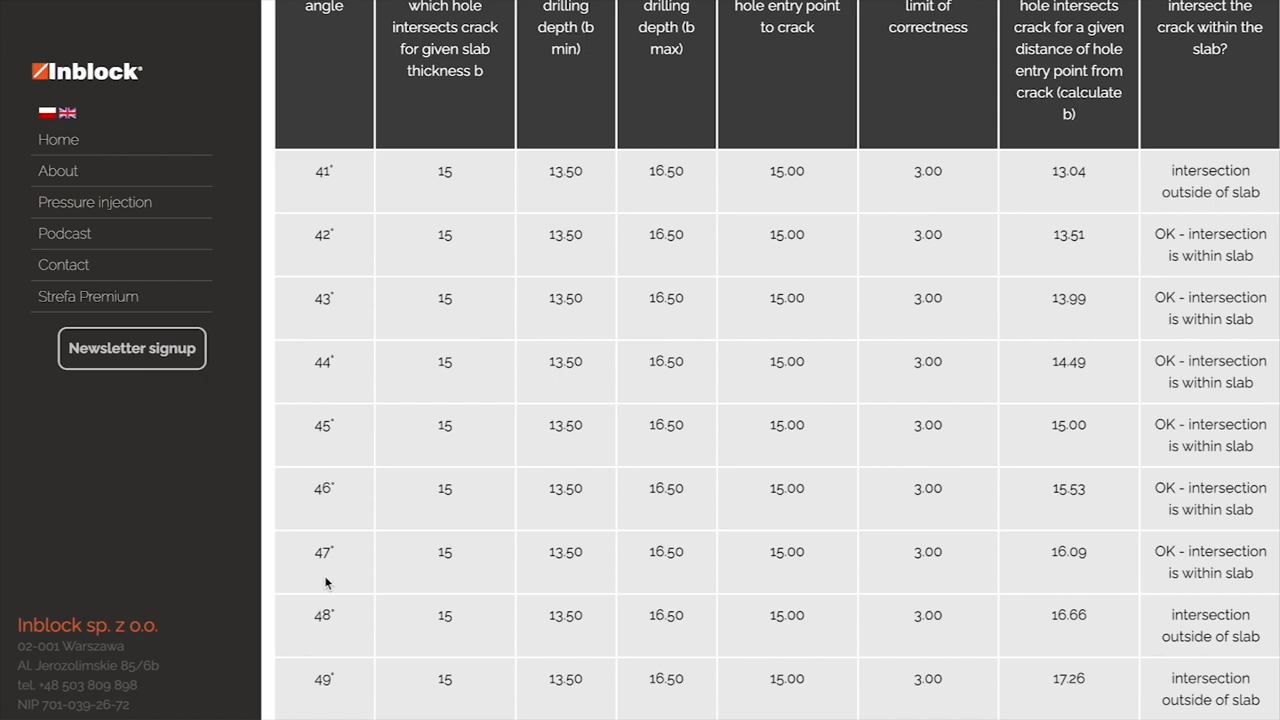 Inblock®
Home
About
Pressure injection
Podcast
Contact
Strefa Premium
Newsletter signup
Inblock sp. z o.o.
02-001 Warszawa
Al. Jerozolimskie 85/6b
tel. +48 503 809 898
NIP 701-039-26-72
angle
which hole
intersects crack
for given slab
thickness b
drilling
depth (b
min)
drilling
depth (b
max)
hole entry point
to crack
limit of
correctness
hole intersects
crack for a given
distance of hole
entry point from
crack (calculate
b)
intersect the
crack within the
slab?
41° 15 13.50 16.50 15.00 3.00 13.04 intersection
outside of slab
42° 15 13.50 16.50 15.00 3.00 13.51 OK - intersection
is within slab
43° 15 13.50 16.50 15.00 3.00 13.99 OK - intersection
is within slab
44° 15 13.50 16.50 15.00 3.00 14.49 OK - intersection
is within slab
45° 15 13.50 16.50 15.00 3.00 15.00 OK - intersection
is within slab
46° 15 13.50 16.50 15.00 3.00 15.53 OK - intersection
is within slab
47° 15 13.50 16.50 15.00 3.00 16.09 OK - intersection
is within slab
48° 15 13.50 16.50 15.00 3.00 16.66 intersection
outside of slab
49° 15 13.50 16.50 15.00 3.00 17.26 intersection
outside of slab